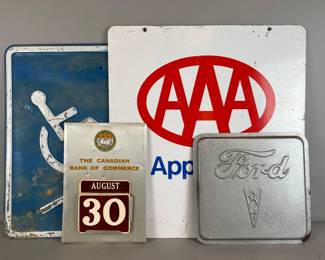 AAA
App
THE CANADIAN
BANK OF COMMERCE
AUGUST
30
Ford
V8